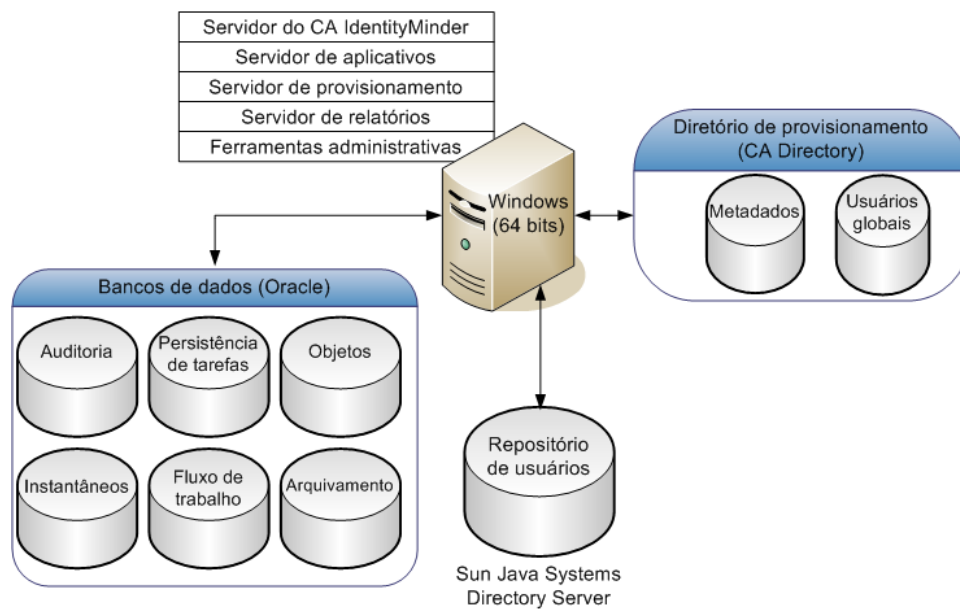 Servidor do CA IdentityMinder
Servidor de aplicativos
Servidor de provisionamento
Servidor de relatórios
Ferramentas administrativas
Windows
(64 bits)
Diretório de provisionamento
(CA Directory)
Metadados
Usuários
globais
Bancos de dados (Oracle)
Auditoria
Persistência
de tarefas
Objetos
Instantâneos
Fluxo de
trabalho
Arquivamento
Repositório
de usuários
Sun Java Systems
Directory Server